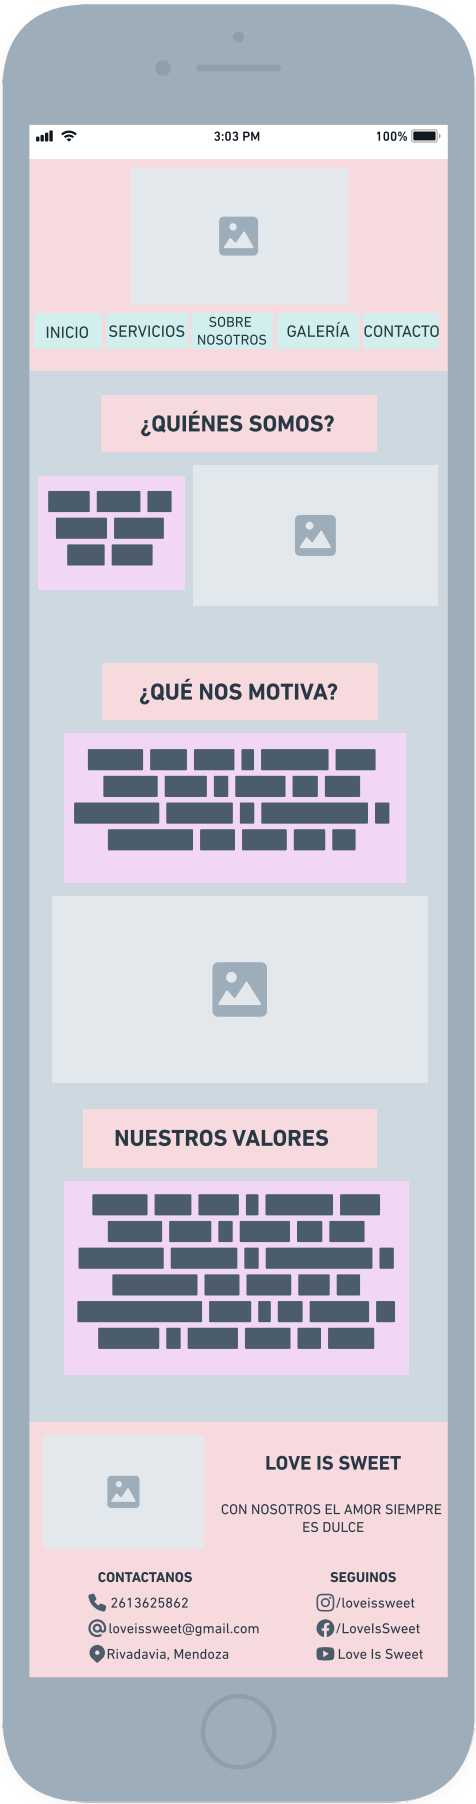 3:03 PM
100%
INICIO
SERVICIOS
SOBRE
NOSOTROS
GALERÍA
CONTACTO
¿QUIÉNES SOMOS?
¿QUÉ NOS MOTIVA?
NUESTROS VALORES
LOVE IS SWEET
CON NOSOTROS EL AMOR SIEMPRE
ES DULCE
CONTACTANOS
2613625862
@loveissweet@gmail.com
Rivadavia, Mendoza
SEGUINOS
/loveissweet
/LoveIsSweet
Love Is Sweet